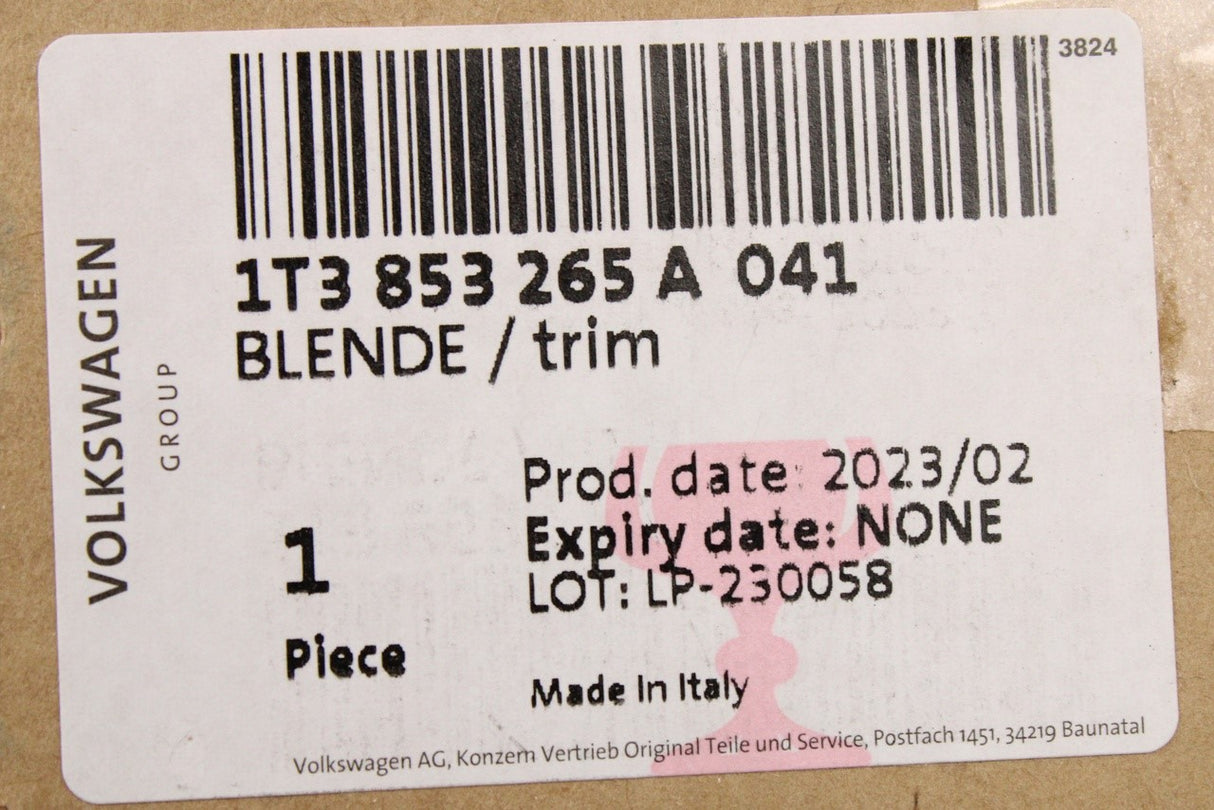 3824
1T3 853 265 A 041
BLENDE / trim
VOLKSWAGEN
GROUP
1
Piece
Prod. date: 2023/02
Expiry date: NONE
LOT: LP-230058
Made In Italy
Volkswagen AG, Konzern Vertrieb Original Teile und Service, Postfach 1451, 34219 Baunatal